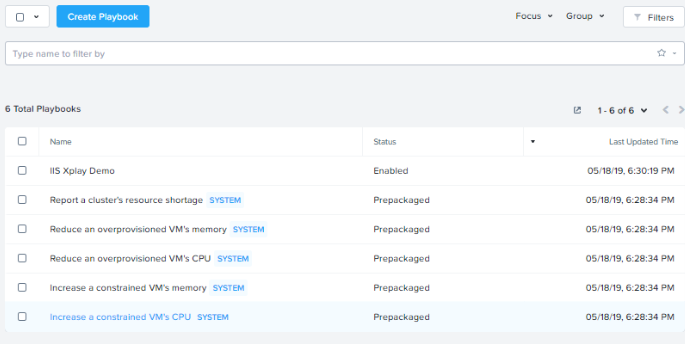 Create Playbook Focus Group Filters
Type name to filter by
6 Total Playbooks 1 - 6 of 6
Name Status Last Updated Time
IIS Xplay Demo Enabled 05/18/19, 6:30:19 PM
Report a cluster's resource shortage SYSTEM Prepackaged 05/18/19, 6:28:34 PM
Reduce an overprovisioned VM's memory SYSTEM Prepackaged 05/18/19, 6:28:34 PM
Reduce an overprovisioned VM's CPU SYSTEM Prepackaged 05/18/19, 6:28:34 PM
Increase a constrained VM's memory SYSTEM Prepackaged 05/18/19, 6:28:34 PM
Increase a constrained VM's CPU SYSTEM Prepackaged 05/18/19, 6:28:34 PM